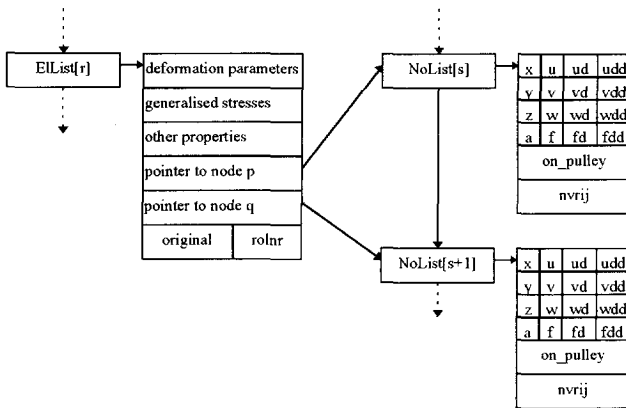 ElList[r]
deformation parameters
generalised stresses
other properties
pointer to node p
pointer to node q
original rolnr
NoList[s]
x u ud udd
y v vd vdd
z w wd wdd
a f fd fdd
on_pulley
nvrij
NoList[s+1]
x u ud udd
y v vd vdd
z w wd wdd
a f fd fdd
on_pulley
nvrij